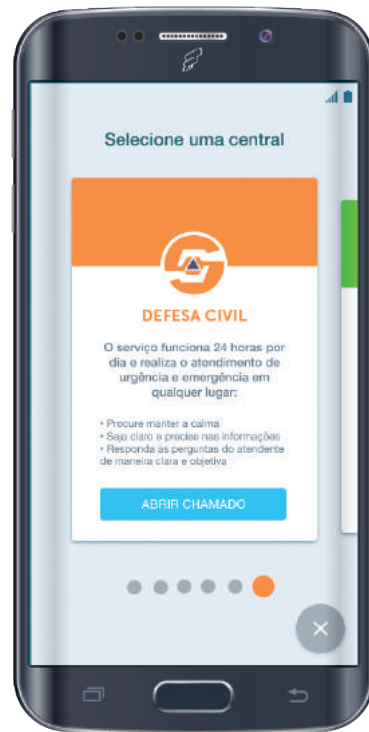 Selecione uma central
DEFESA CIVIL
O serviço funciona 24 horas por
dia e realiza o atendimento de
urgência e emergência em
qualquer lugar:
• Procure manter a calma
• Seja claro e preciso nas informações
• Responda às perguntas do atendente
de maneira clara e objetiva
ABRIR CHAMADO